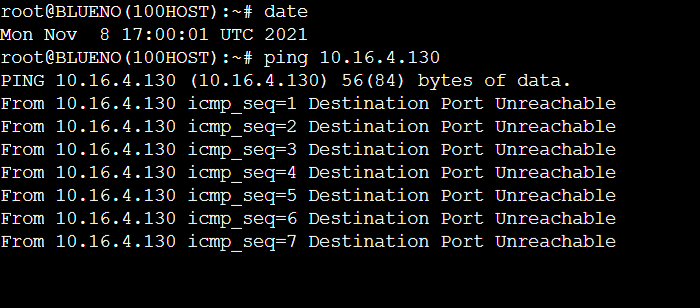 root@BLUENO(100HOST):~# date
Mon Nov  8 17:00:01 UTC 2021
root@BLUENO(100HOST):~# ping 10.16.4.130
PING 10.16.4.130 (10.16.4.130) 56(84) bytes of data.
From 10.16.4.130 icmp_seq=1 Destination Port Unreachable
From 10.16.4.130 icmp_seq=2 Destination Port Unreachable
From 10.16.4.130 icmp_seq=3 Destination Port Unreachable
From 10.16.4.130 icmp_seq=4 Destination Port Unreachable
From 10.16.4.130 icmp_seq=5 Destination Port Unreachable
From 10.16.4.130 icmp_seq=6 Destination Port Unreachable
From 10.16.4.130 icmp_seq=7 Destination Port Unreachable